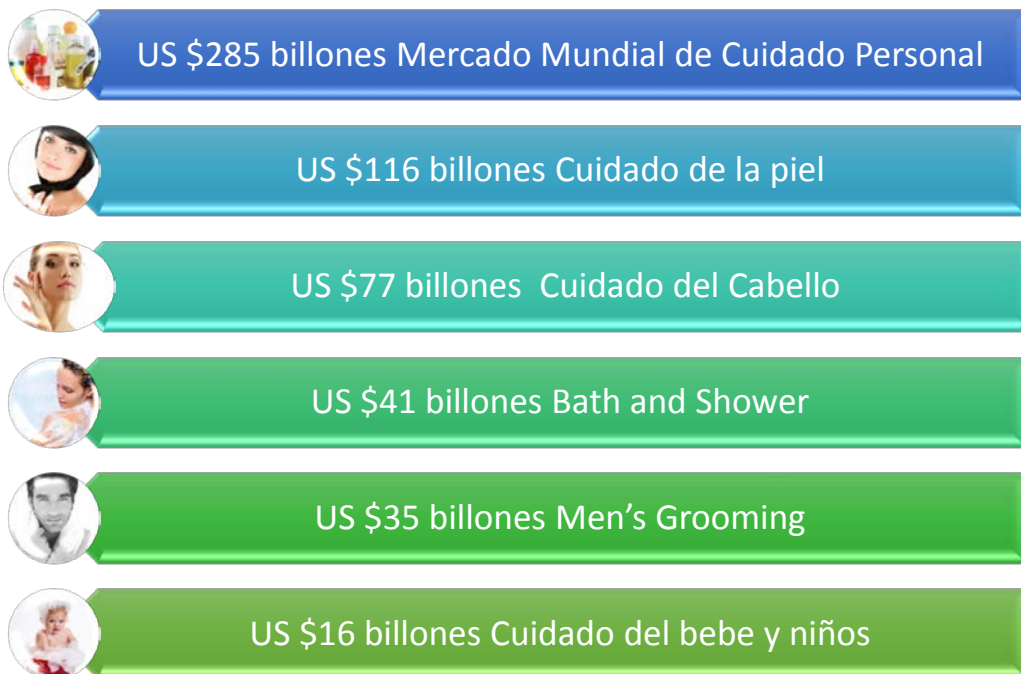 US $285 billones Mercado Mundial de Cuidado Personal
US $116 billones Cuidado de la piel
US $77 billones  Cuidado del Cabello
US $41 billones Bath and Shower
US $35 billones Men’s Grooming
US $16 billones Cuidado del bebe y niños